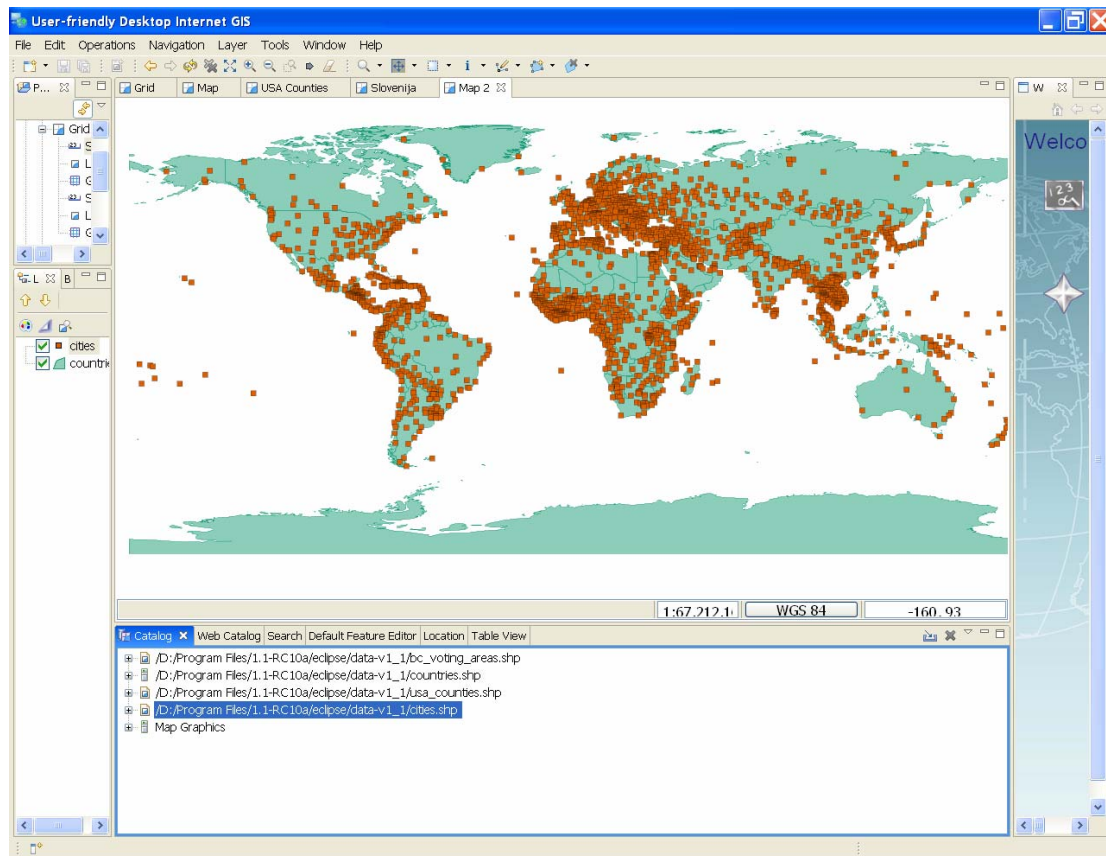 User-friendly Desktop Internet GIS
File Edit Operations Navigation Layer Tools Window Help
P...
Grid
S
L
G
S
L
G
L B
cities
countrie
Grid Map USA Counties Slovenija Map 2
1:67.212.1 WGS 84 -160, 93
Catalog Web Catalog Search Default Feature Editor Location Table View
/D:/Program Files/1.1-RC10a/eclipse/data-v1_1/bc_voting_areas.shp
/D:/Program Files/1.1-RC10a/eclipse/data-v1_1/countries.shp
/D:/Program Files/1.1-RC10a/eclipse/data-v1_1/usa_counties.shp
/D:/Program Files/1.1-RC10a/eclipse/data-v1_1/cities.shp
Map Graphics
W
Welco
123